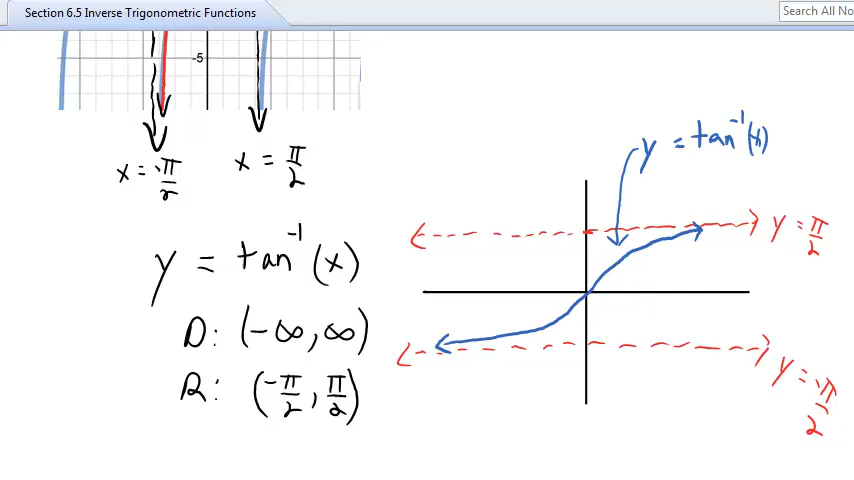 Section 6.5 Inverse Trigonometric Functions
Search All No
-5
x = -π/2
x = π/2
y = tan⁻¹(x)
y = tan⁻¹(x)
D: (-∞, ∞)
R: (-π/2, π/2)
y = π/2
y = -π/2